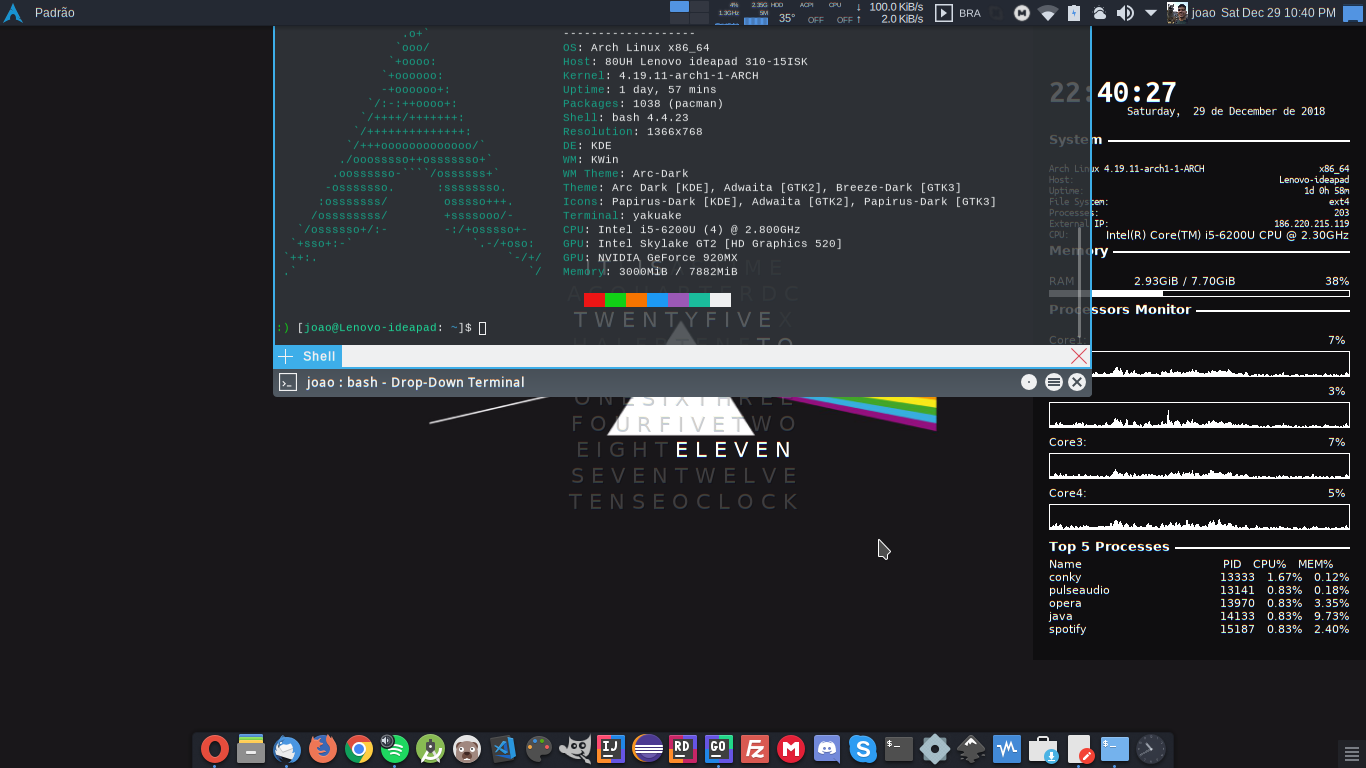 Padrão
4% 2.35G HDD ACPI CPU ↓ 100.0 KiB/s
1.3GHz 5M 35° OFF OFF ↑ 2.0 KiB/s
BRA
joao Sat Dec 29 10:40 PM
------------------
OS: Arch Linux x86_64
Host: 80UH Lenovo ideapad 310-15ISK
Kernel: 4.19.11-arch1-1-ARCH
Uptime: 1 day, 57 mins
Packages: 1038 (pacman)
Shell: bash 4.4.23
Resolution: 1366x768
DE: KDE
WM: KWin
WM Theme: Arc-Dark
Theme: Arc Dark [KDE], Adwaita [GTK2], Breeze-Dark [GTK3]
Icons: Papirus-Dark [KDE], Adwaita [GTK2], Papirus-Dark [GTK3]
Terminal: yakuake
CPU: Intel i5-6200U (4) @ 2.800GHz
GPU: Intel Skylake GT2 [HD Graphics 520]
GPU: NVIDIA GeForce 920MX
Memory: 3000MiB / 7882MiB
:) [joao@Lenovo-ideapad: ~]$
Shell
joao : bash - Drop-Down Terminal
TWENTYFIVEX
TO
ONESIXTHREE
FOURFIVETWO
EIGHTELEVEN
SEVENTWELVE
TENSEOCLOCK
22:40:27
Saturday, 29 de December de 2018
System
Arch Linux 4.19.11-arch1-1-ARCH x86_64
Host: Lenovo-ideapad
Uptime: 1d 0h 58m
File System: ext4
Processes: 203
External IP: 186.220.215.119
CPU: Intel(R) Core(TM) i5-6200U CPU @ 2.30GHz
Memory
RAM 2.93GiB / 7.70GiB 38%
Processors Monitor
Core1: 7%
3%
Core3: 7%
Core4: 5%
Top 5 Processes
Name PID CPU% MEM%
conky 13333 1.67% 0.12%
pulseaudio 13141 0.83% 0.18%
opera 13970 0.83% 3.35%
java 14133 0.83% 9.73%
spotify 15187 0.83% 2.40%
IJ
RD
GO
FZ